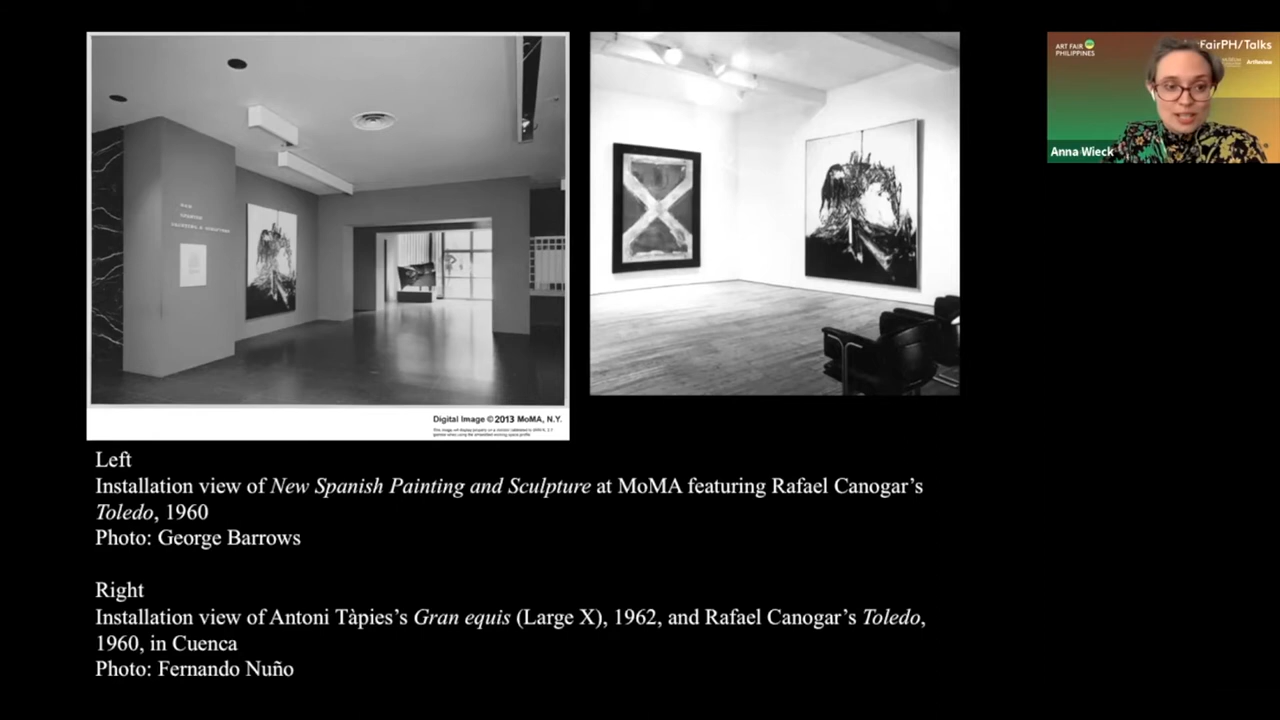 ART FAIR
PHILIPPINES
FairPH/Talks
ArtReview
Anna Wieck
Digital Image © 2013 MoMA, N.Y.
Left
Installation view of New Spanish Painting and Sculpture at MoMA featuring Rafael Canogar’s
Toledo, 1960
Photo: George Barrows
Right
Installation view of Antoni Tàpies’s Gran equis (Large X), 1962, and Rafael Canogar’s Toledo,
1960, in Cuenca
Photo: Fernando Nuño